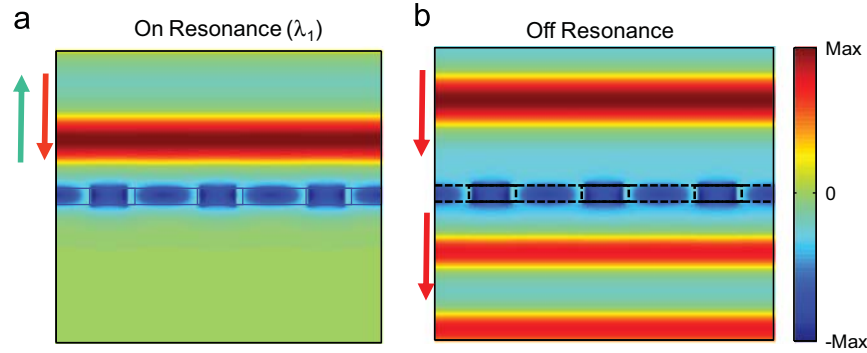 a
On Resonance (λ₁)
b
Off Resonance
Max
0
-Max